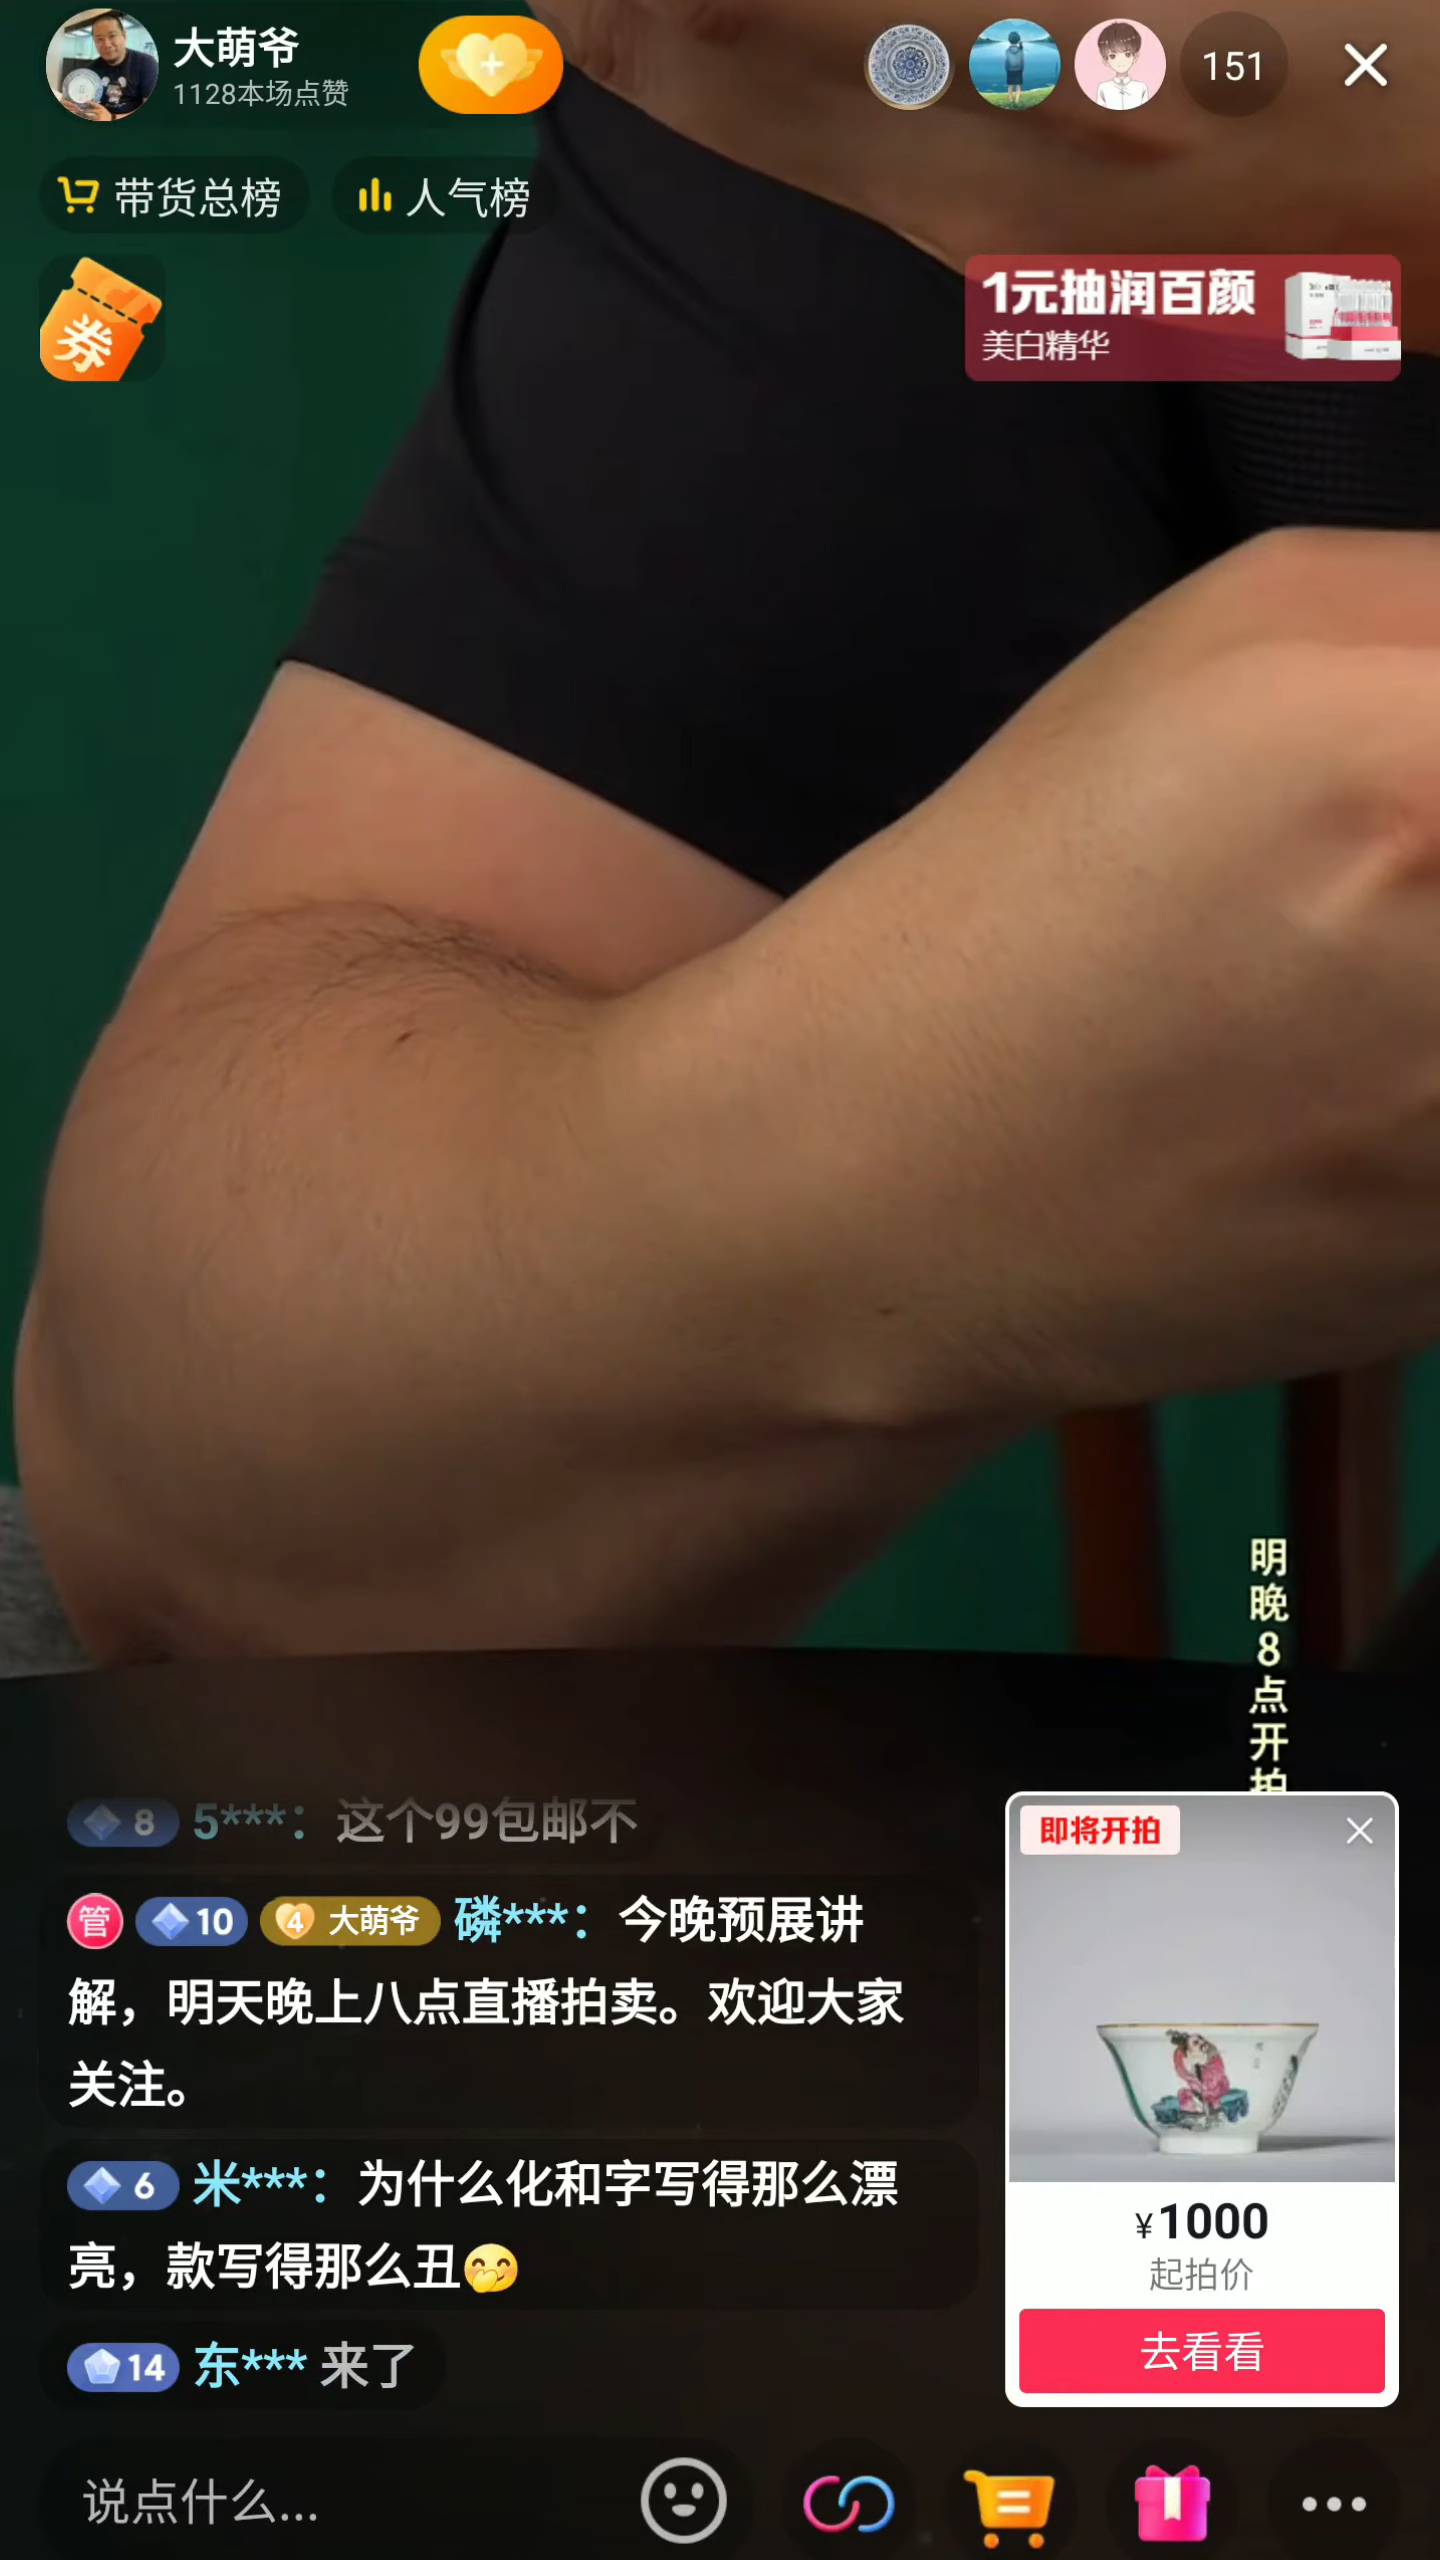 大萌爷
1128本场点赞
151
带货总榜
人气榜
券
1元抽润百颜
美白精华
明晚8点开拍
8 5***：这个99包邮不
管 10 4 大萌爷 磷***：今晚预展讲
解，明天晚上八点直播拍卖。欢迎大家
关注。
6 米***：为什么化和字写得那么漂
亮，款写得那么丑🤭
14 东*** 来了
即将开拍
¥1000
起拍价
去看看
说点什么...